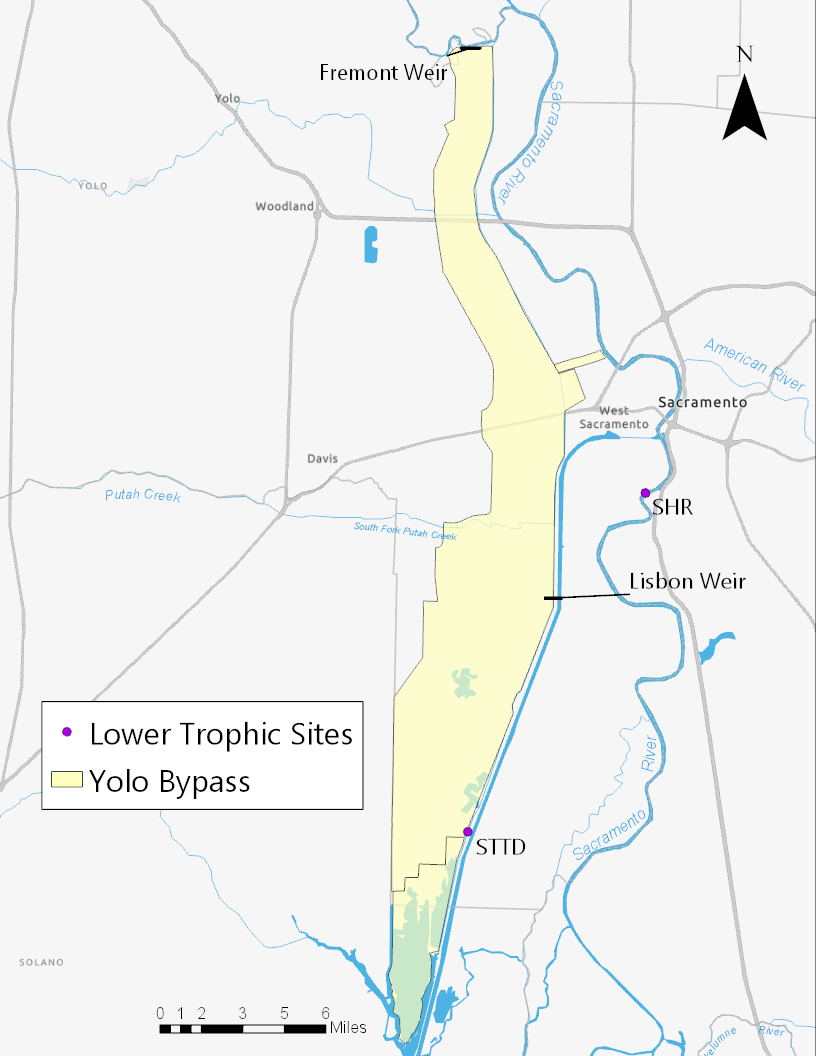 N
Fremont Weir
Yolo
Sacramento River
YOLO
Woodland
American River
Sacramento
West
Sacramento
Davis
Putah Creek
SHR
South Fork Putah Creek
Lisbon Weir
Lower Trophic Sites
Yolo Bypass
Sacramento River
STTD
SOLANO
0 1 2 3 5 6
Miles
River